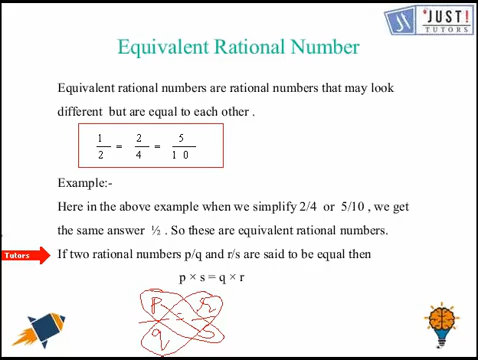 JUST!
TUTORS
Equivalent Rational Number
Equivalent rational numbers are rational numbers that may look
different but are equal to each other .
1/2 = 2/4 = 5/10
Example:-
Here in the above example when we simplify 2/4 or 5/10 , we get
the same answer ½ . So these are equivalent rational numbers.
Tutors
If two rational numbers p/q and r/s are said to be equal then
p × s = q × r
p/q = r/s